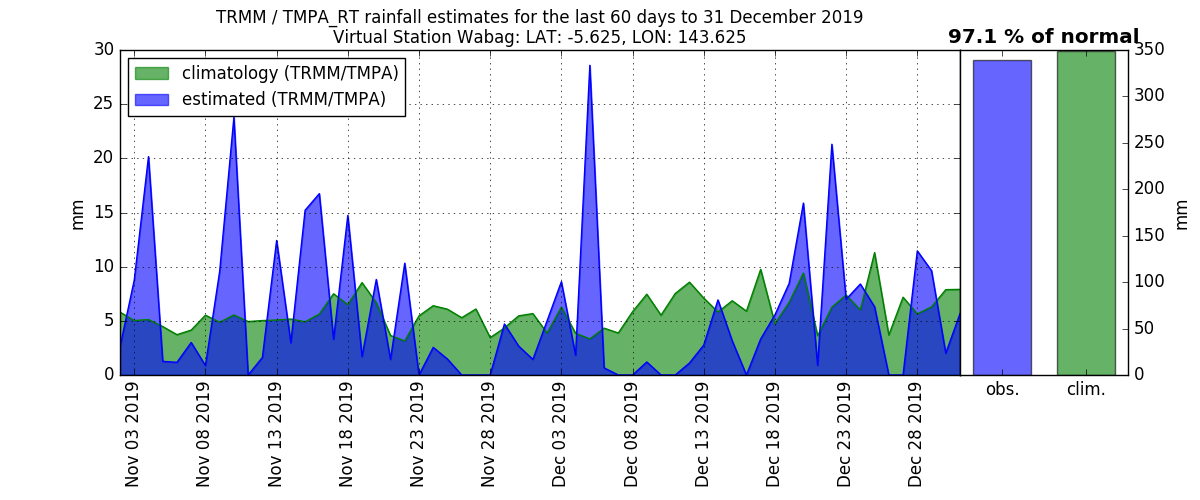 TRMM / TMPA_RT rainfall estimates for the last 60 days to 31 December 2019
Virtual Station Wabag: LAT: -5.625, LON: 143.625
97.1 % of normal
climatology (TRMM/TMPA)
estimated (TRMM/TMPA)
30
25
20
15
10
5
0
mm
350
300
250
200
150
100
50
0
mm
obs.
clim.
Nov 03 2019
Nov 08 2019
Nov 13 2019
Nov 18 2019
Nov 23 2019
Nov 28 2019
Dec 03 2019
Dec 08 2019
Dec 13 2019
Dec 18 2019
Dec 23 2019
Dec 28 2019